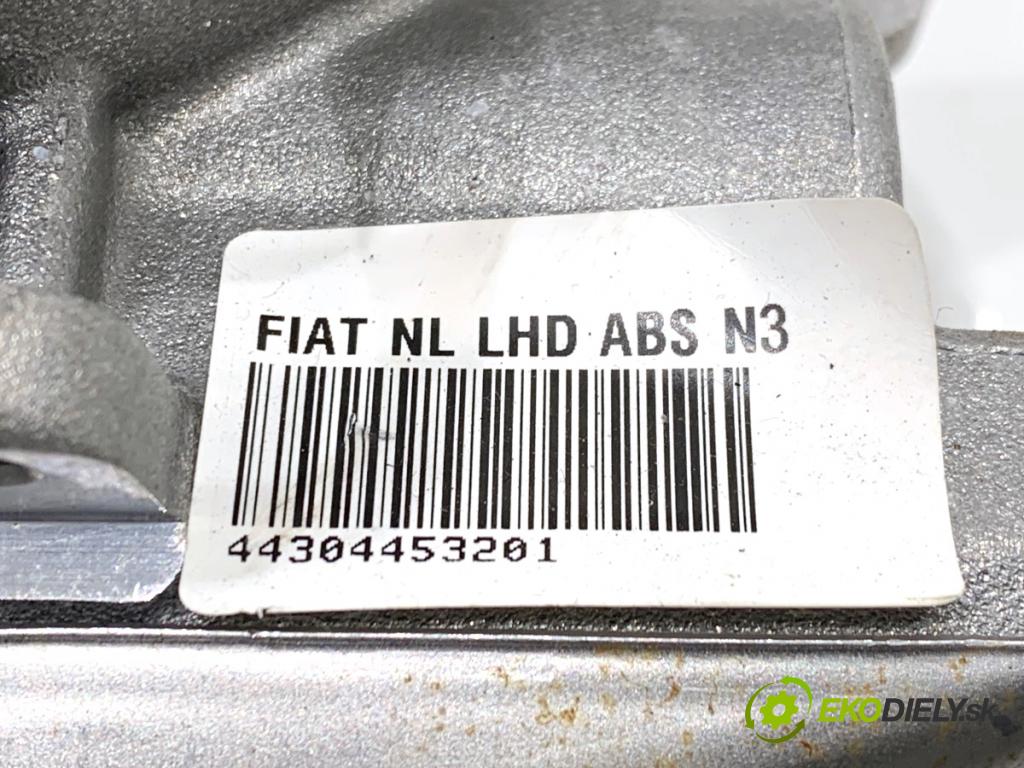 FIAT NL LHD ABS N3
44304453201
EKODIELY.sk